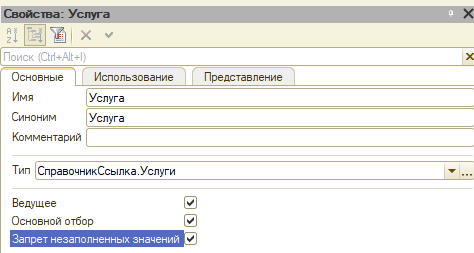 Свойства: Услуга
Поиск (Ctrl+Alt+I)
Основные Использование Представление
Имя Услуга
Синоним Услуга
Комментарий
Тип СправочникСсылка.Услуги
Ведущее
Основной отбор
Запрет незаполненных значений